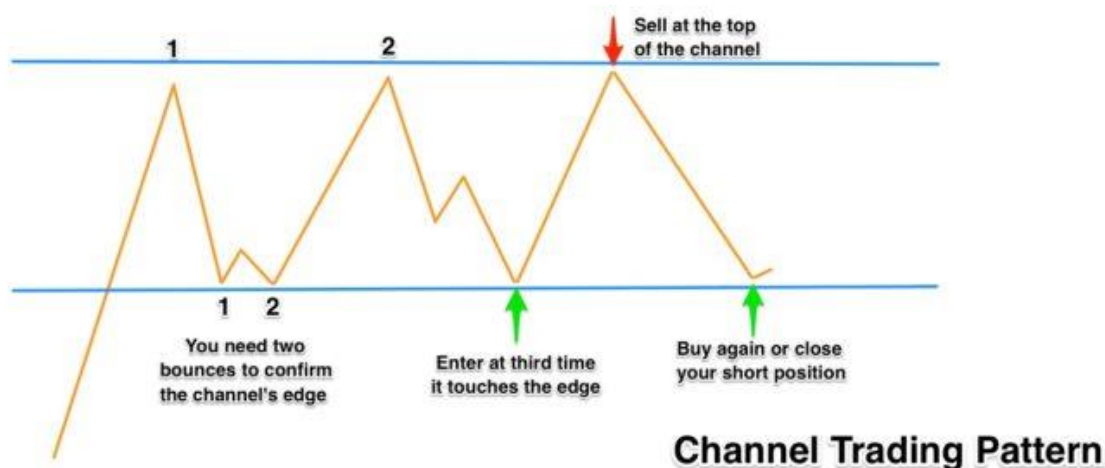 1
2
Sell at the top
of the channel
1
2
You need two
bounces to confirm
the channel's edge
Enter at third time
it touches the edge
Buy again or close
your short position
Channel Trading Pattern